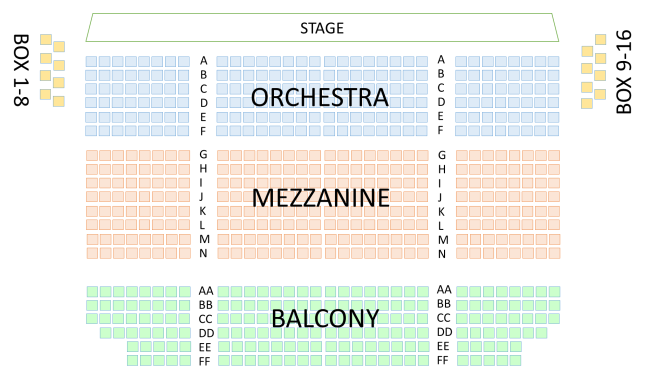 STAGE
BOX 1-8
BOX 9-16
A A
B B
C C
ORCHESTRA
D D
E E
F F
G G
H H
I I
MEZZANINE
J J
K K
L L
M M
N N
AA AA
BB BB
CC CC
BALCONY
DD DD
EE EE
FF FF